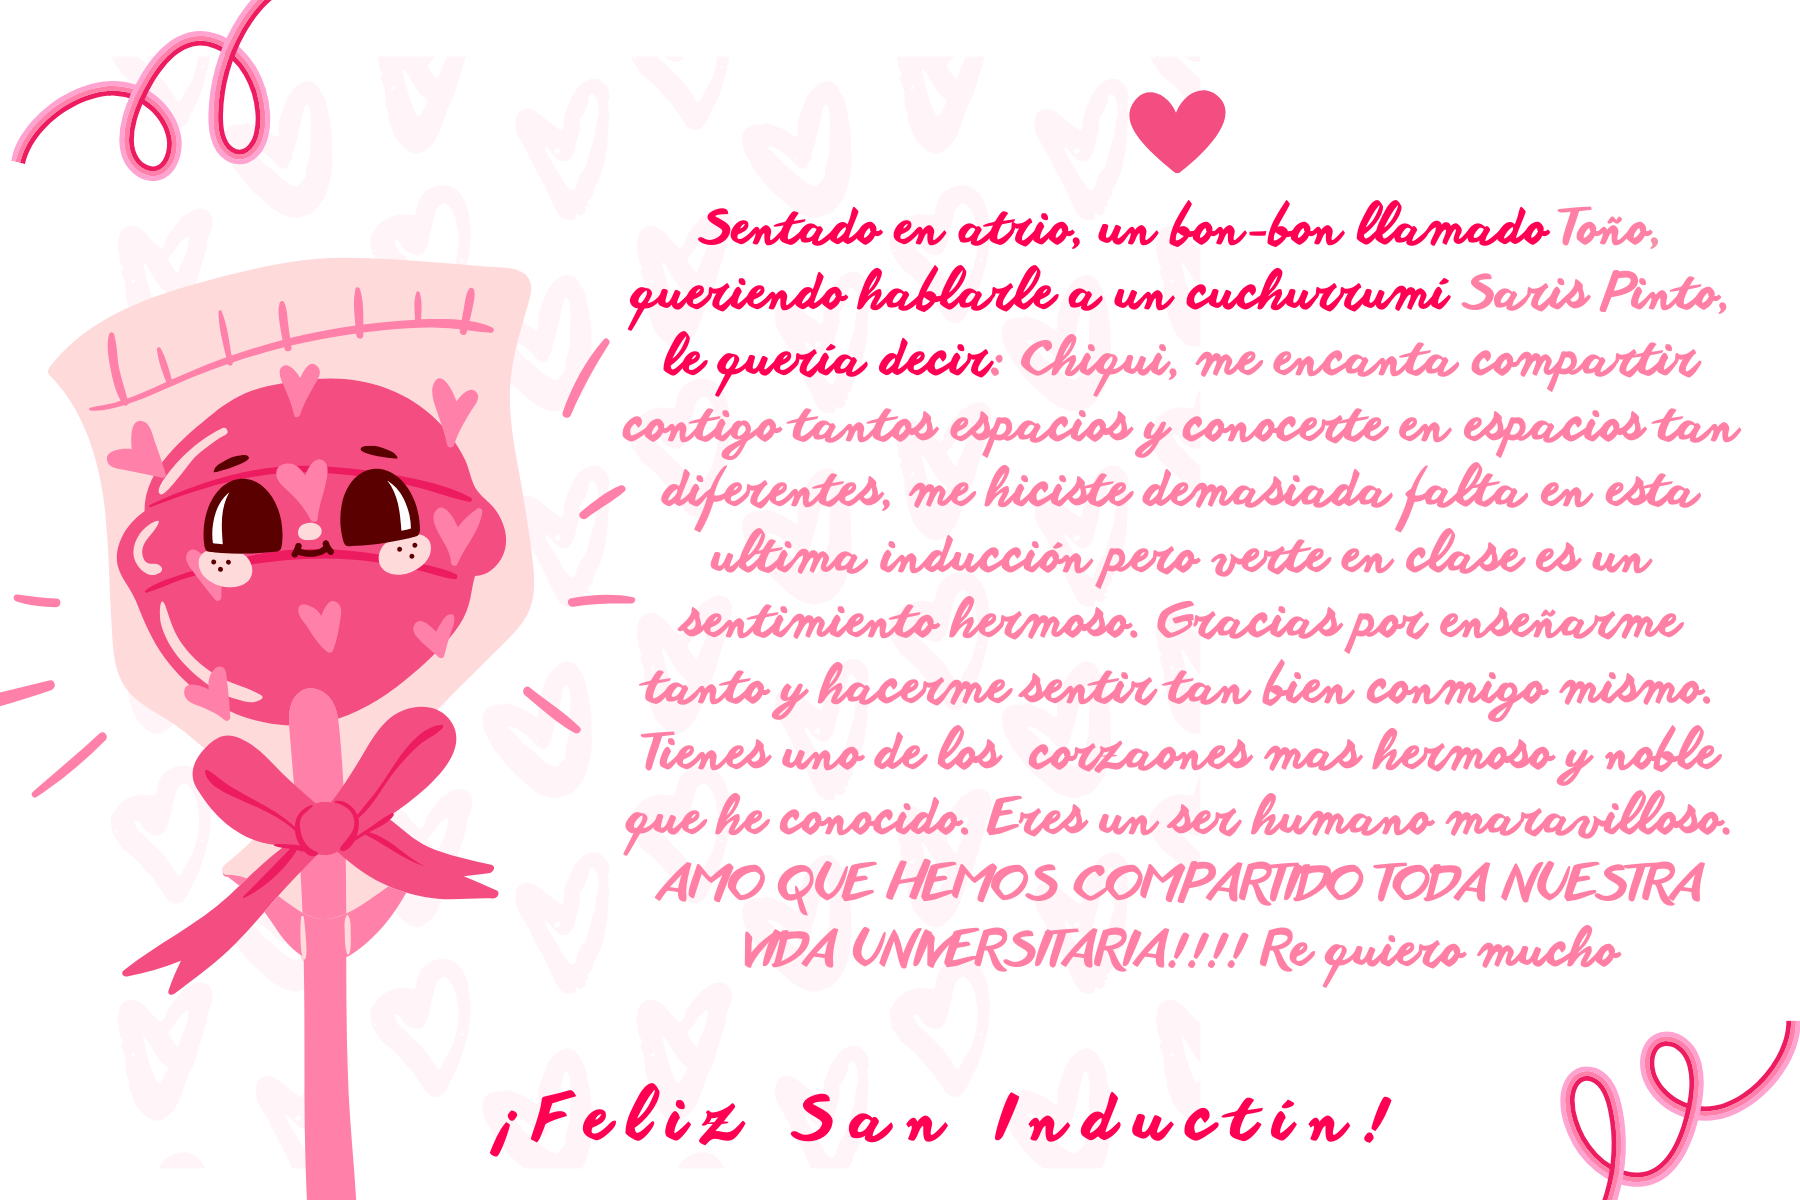 Sentado en atrio, un bon-bon llamado Toño,
queriendo hablarle a un cuchurrumí Saris Pinto,
le quería decir: Chiqui, me encanta compartir
contigo tantos espacios y conocerte en espacios tan
diferentes, me hiciste demasiada falta en esta
ultima inducción pero verte en clase es un
sentimiento hermoso. Gracias por enseñarme
tanto y hacerme sentir tan bien conmigo mismo.
Tienes uno de los corzaones mas hermoso y noble
que he conocido. Eres un ser humano maravilloso.
AMO QUE HEMOS COMPARTIDO TODA NUESTRA
VIDA UNIVERSITARIA!!!! Re quiero mucho
¡Feliz San Inductín!